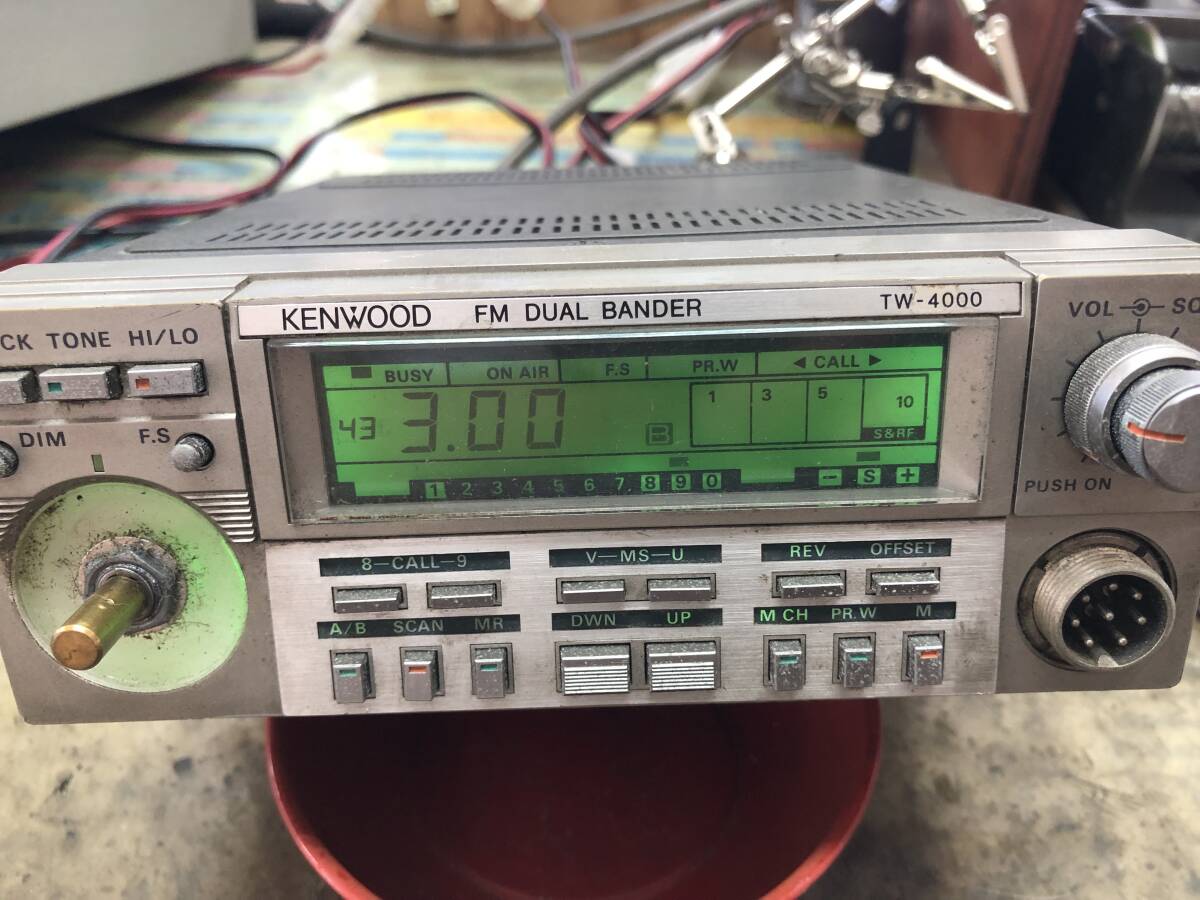 KENWOOD FM DUAL BANDER TW-4000
CK TONE HI/LO
VOL SQ
BUSY ON AIR F.S PR.W ◄ CALL ►
43 3.00 B 1 3 5 10
S&RF
DIM F.S
1 2 3 4 5 6 7 8 9 0 - S +
PUSH ON
8-CALL-9 V-MS-U REV OFFSET
A/B SCAN MR DWN UP M CH PR.W M